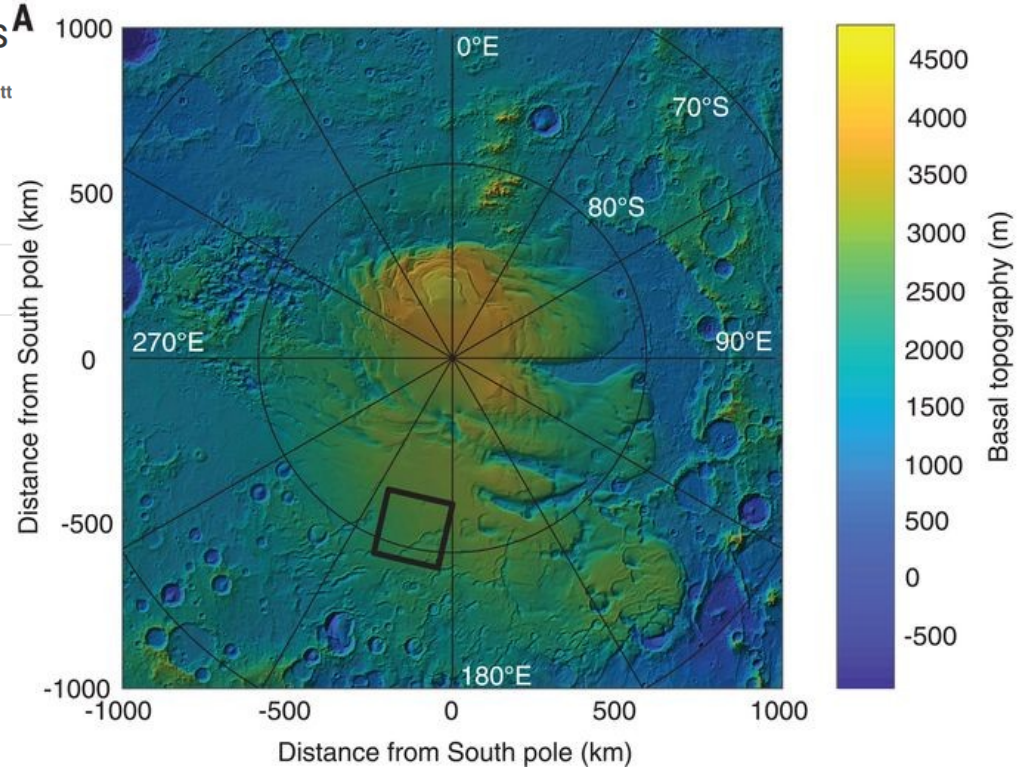 A
S
tt
1000
500
0
-500
-1000
Distance from South pole (km)
0°E
70°S
80°S
270°E
90°E
180°E
-1000
-500
0
500
1000
Distance from South pole (km)
4500
4000
3500
3000
2500
2000
1500
1000
500
0
-500
Basal topography (m)